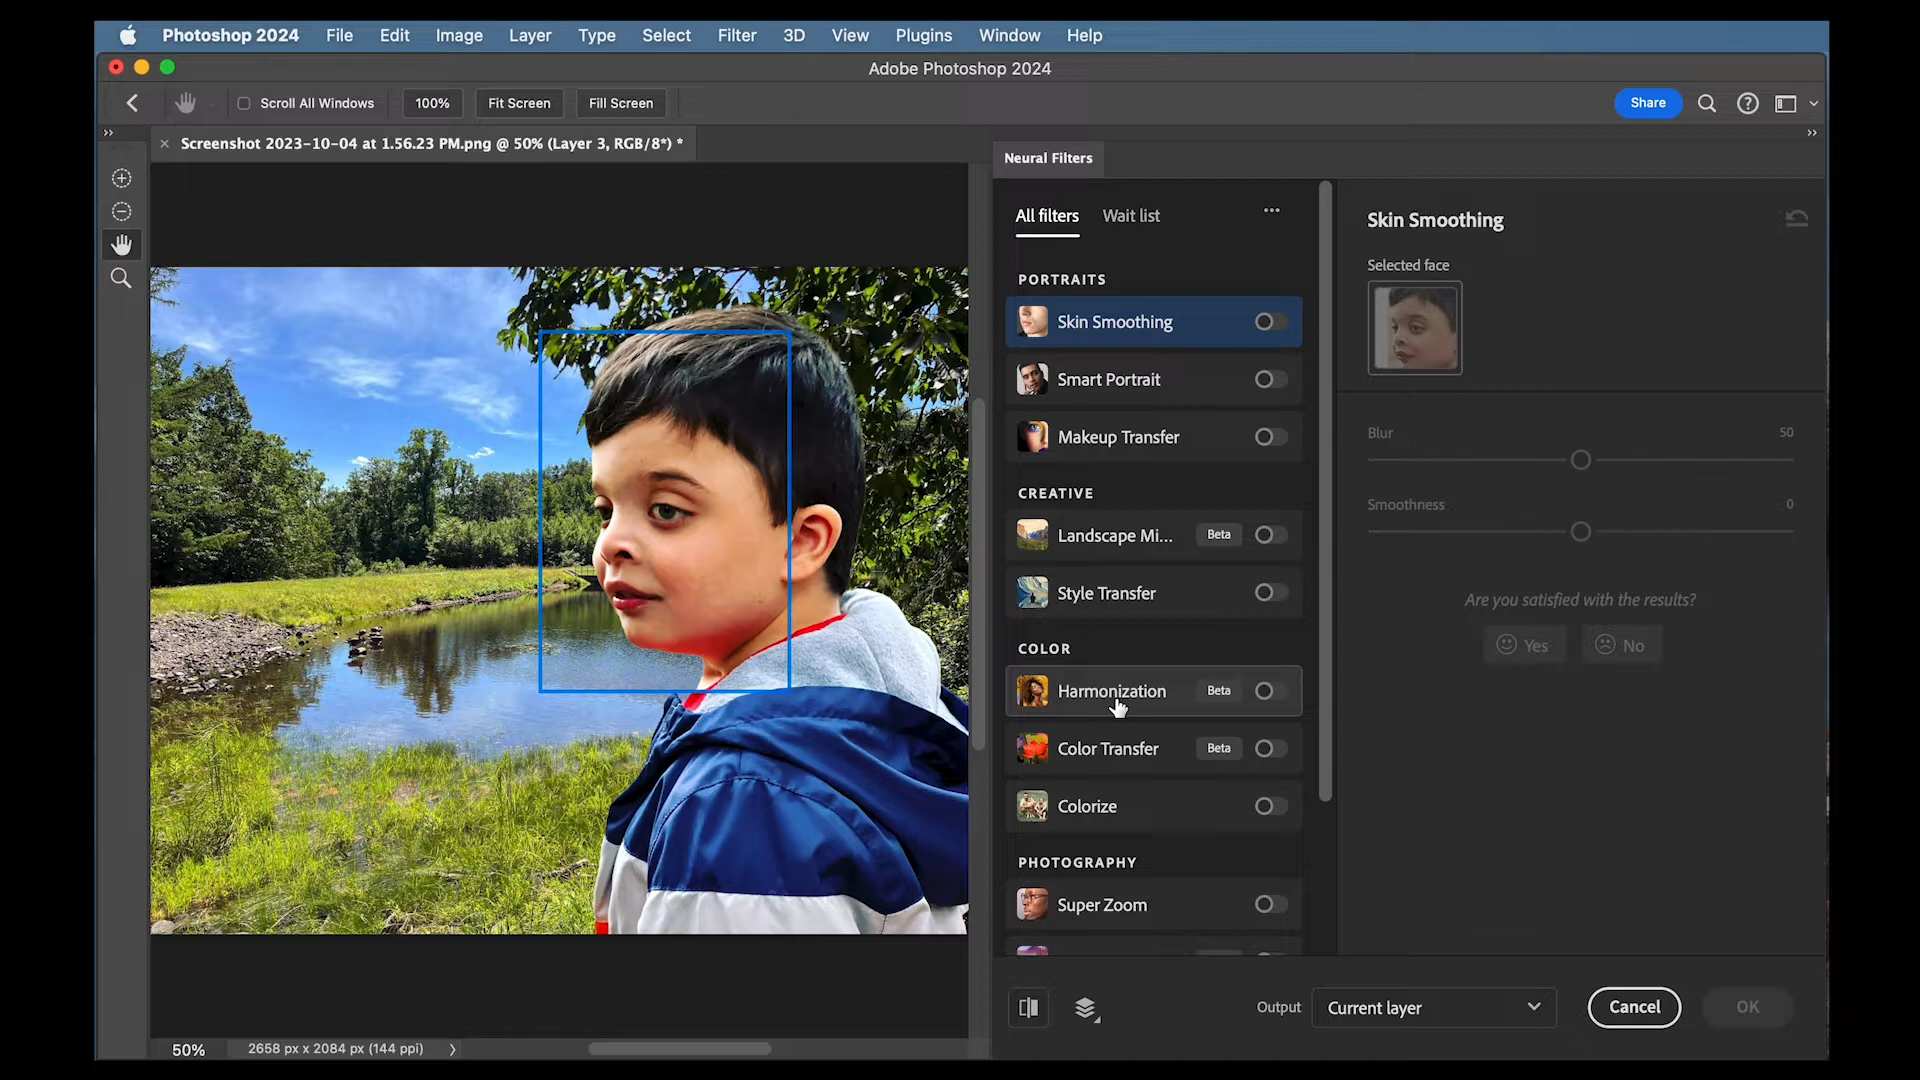 Photoshop 2024 File Edit Image Layer Type Select Filter 3D View Plugins Window Help
Adobe Photoshop 2024
Scroll All Windows 100% Fit Screen Fill Screen Share
Screenshot 2023-10-04 at 1.56.23 PM.png @ 50% (Layer 3, RGB/8*) *
Neural Filters
All filters Wait list
PORTRAITS
Skin Smoothing
Smart Portrait
Makeup Transfer
CREATIVE
Landscape Mi... Beta
Style Transfer
COLOR
Harmonization Beta
Color Transfer Beta
Colorize
PHOTOGRAPHY
Super Zoom
Skin Smoothing
Selected face
Blur 50
Smoothness 0
Are you satisfied with the results?
Yes No
Output Current layer Cancel OK
50% 2658 px x 2084 px (144 ppi)